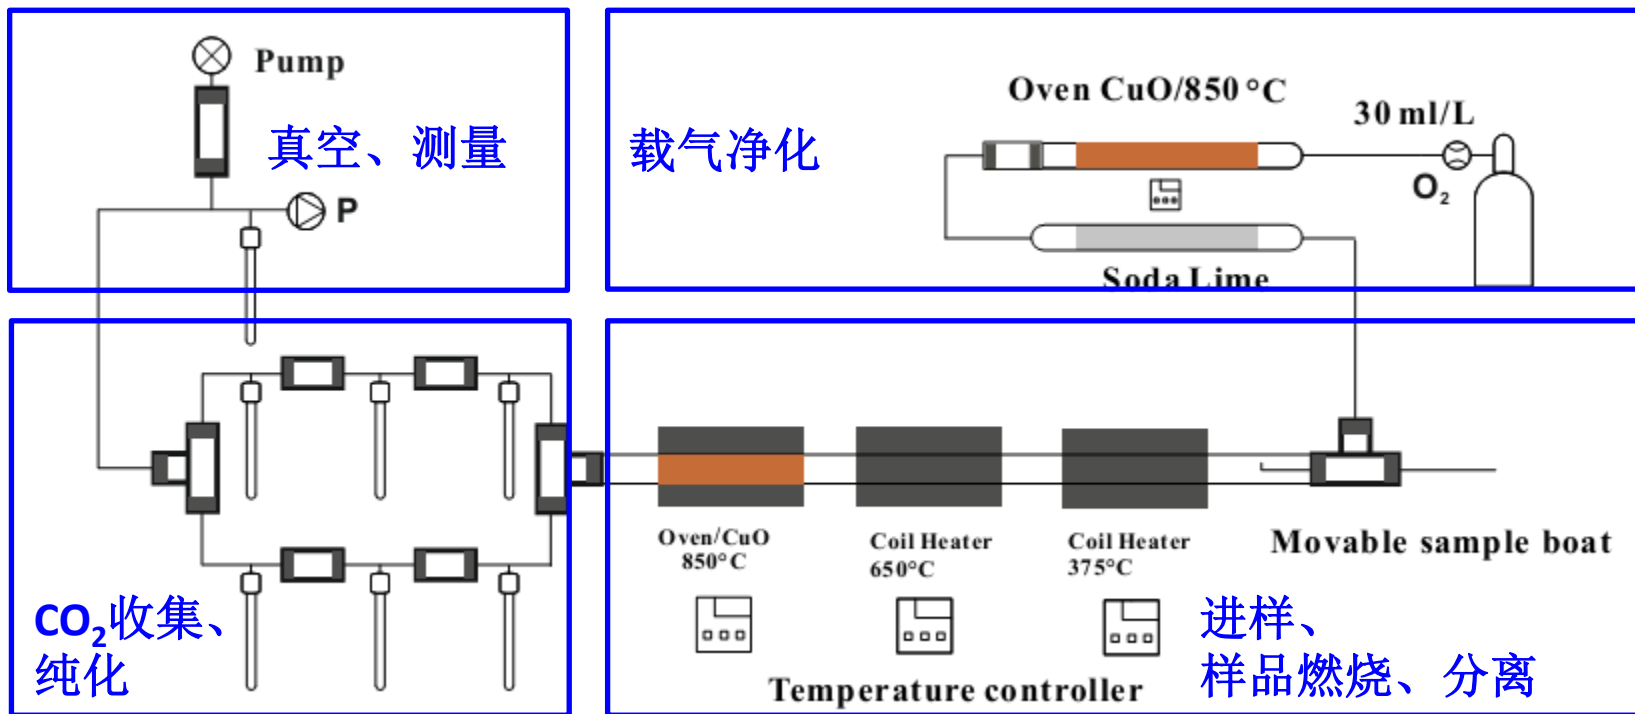 Pump
真空、测量
P
载气净化
Oven CuO/850 °C
30 ml/L
O₂
Soda Lime
CO₂收集、
纯化
Oven/CuO
850°C
Coil Heater
650°C
Coil Heater
375°C
Movable sample boat
Temperature controller
进样、
样品燃烧、分离